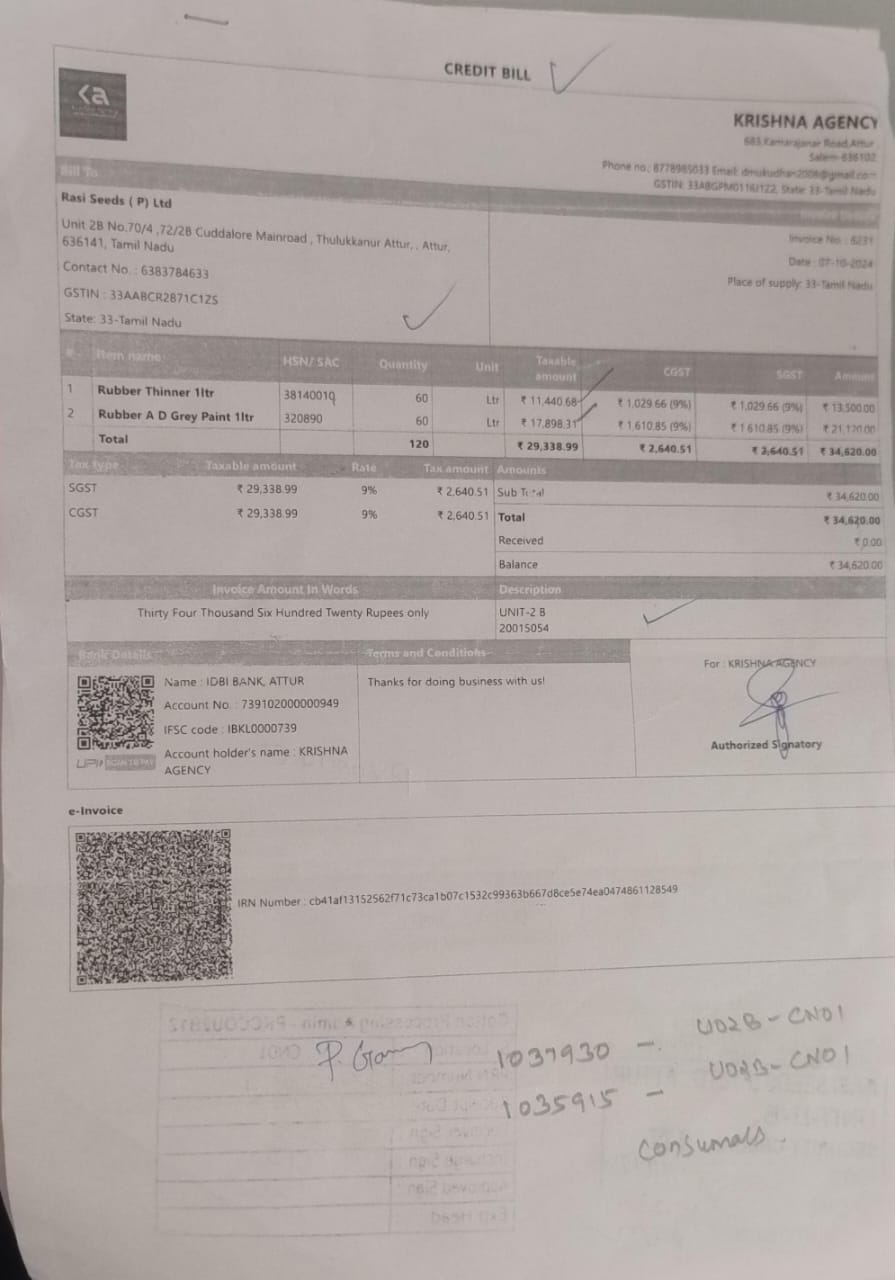 CREDIT BILL
ka
KRISHNA AGENCY
683,Kamarajanar Road,Attur
Salem-636102
Phone no.: 8778985033 Email: dmukudhan2008@gmail.com
GSTIN: 33ABGPM0116J1Z2, State: 33-Tamil Nadu
Bill To
Rasi Seeds ( P) Ltd
Unit 2B No.70/4 ,72/2B Cuddalore Mainroad , Thulukkanur Attur, . Attur,
636141, Tamil Nadu
Contact No. : 6383784633
GSTIN : 33AABCR2871C1ZS
State: 33-Tamil Nadu
Invoice No. : 6231
Date : 07-10-2024
Place of supply: 33-Tamil Nadu
# Item name HSN/ SAC Quantity Unit Taxable amount CGST SGST Amount
1 Rubber Thinner 1ltr 38140010 60 Ltr ₹ 11,440.68 ₹ 1,029.66 (9%) ₹ 1,029.66 (9%) ₹ 13,500.00
2 Rubber A D Grey Paint 1ltr 320890 60 Ltr ₹ 17,898.31 ₹ 1,610.85 (9%) ₹ 1,610.85 (9%) ₹ 21,120.00
Total 120 ₹ 29,338.99 ₹ 2,640.51 ₹ 2,640.51 ₹ 34,620.00
Tax type Taxable amount Rate Tax amount
SGST ₹ 29,338.99 9% ₹ 2,640.51
CGST ₹ 29,338.99 9% ₹ 2,640.51
Amounts
Sub Total ₹ 34,620.00
Total ₹ 34,620.00
Received ₹ 0.00
Balance ₹ 34,620.00
Invoice Amount In Words
Thirty Four Thousand Six Hundred Twenty Rupees only
Description
UNIT-2 B
20015054
Bank Details
Name : IDBI BANK, ATTUR
Account No. : 739102000000949
IFSC code : IBKL0000739
Account holder's name : KRISHNA
AGENCY
UPI SCAN TO PAY
Terms and Conditions
Thanks for doing business with us!
For : KRISHNA AGENCY
Authorized Signatory
e-Invoice
IRN Number : cb41af13152562f71c73ca1b07c1532c99363b667d8ce5e74ea0474861128549
1037930 - U02B-CN01
1035915 - U02B-CN01
Consumals.